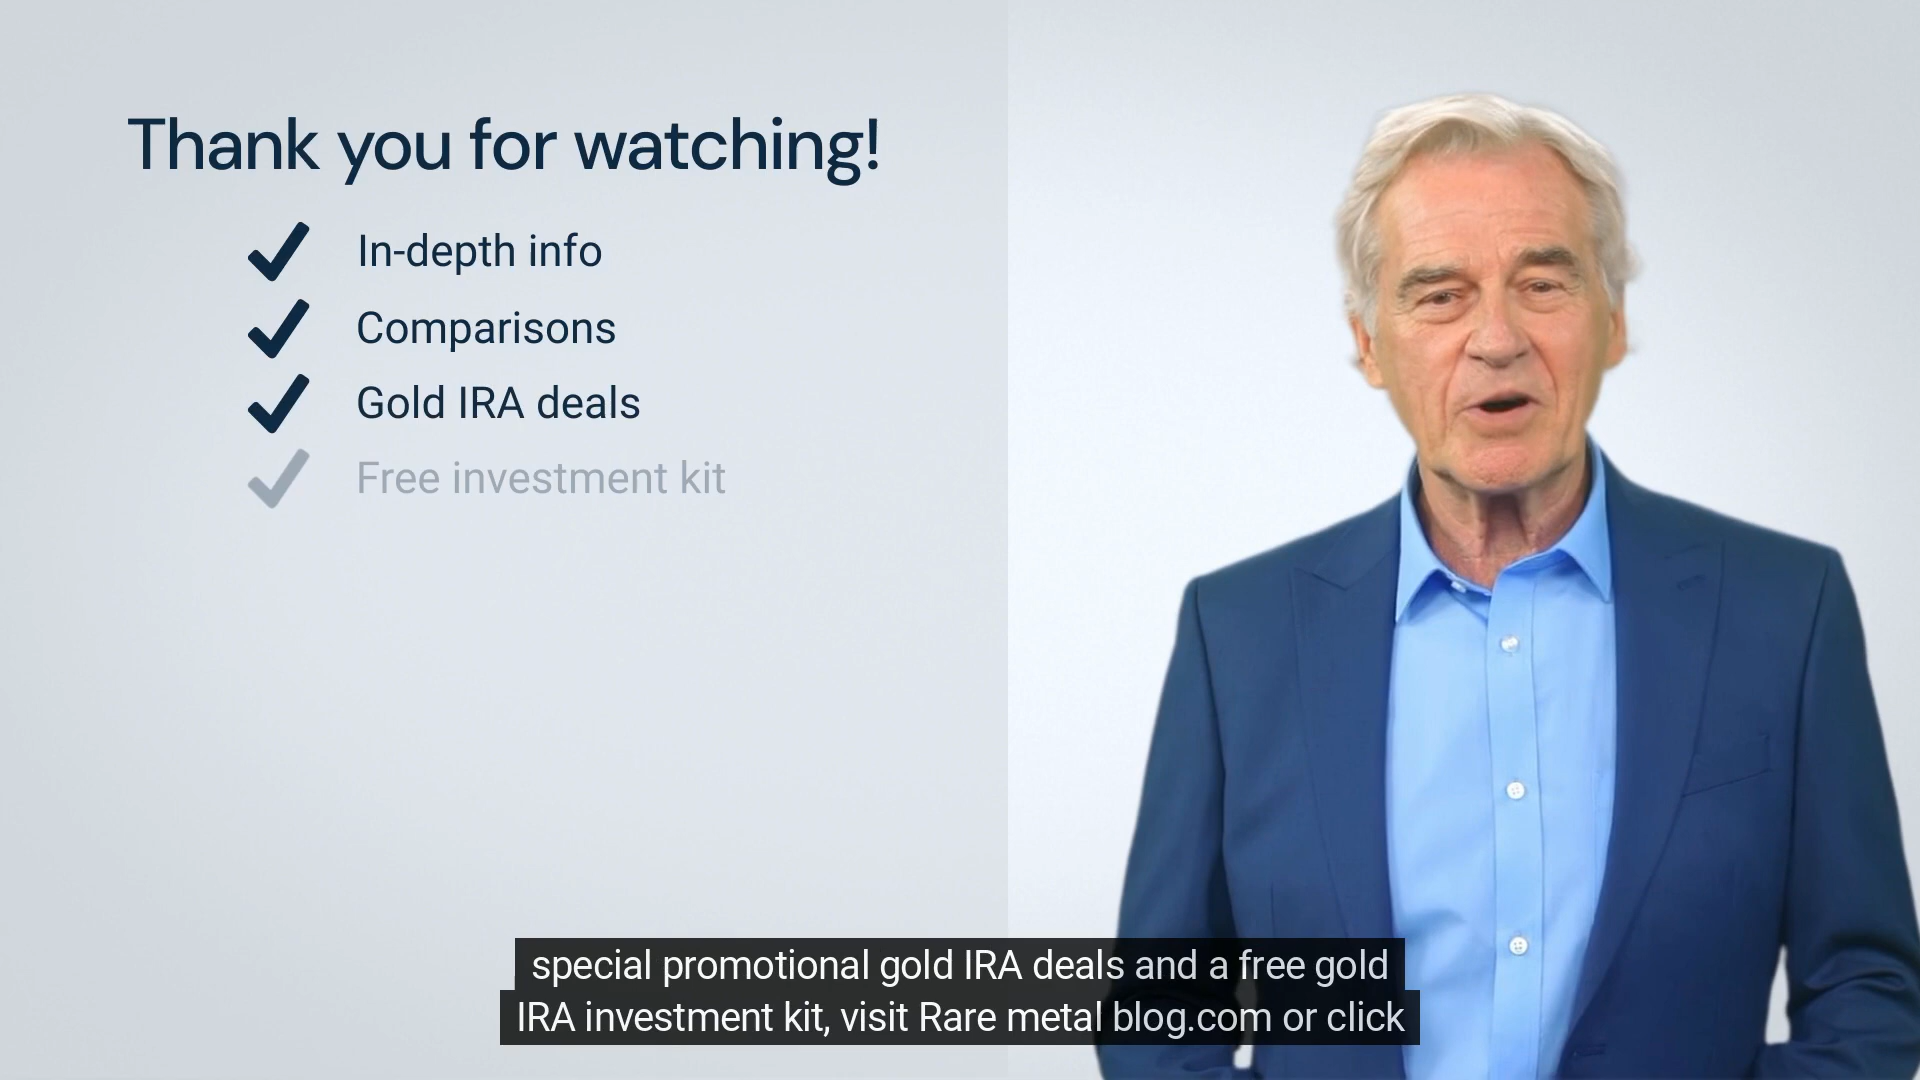 Thank you for watching!
In-depth info
Comparisons
Gold IRA deals
Free investment kit
special promotional gold IRA deals and a free gold
IRA investment kit, visit Rare metal blog.com or click